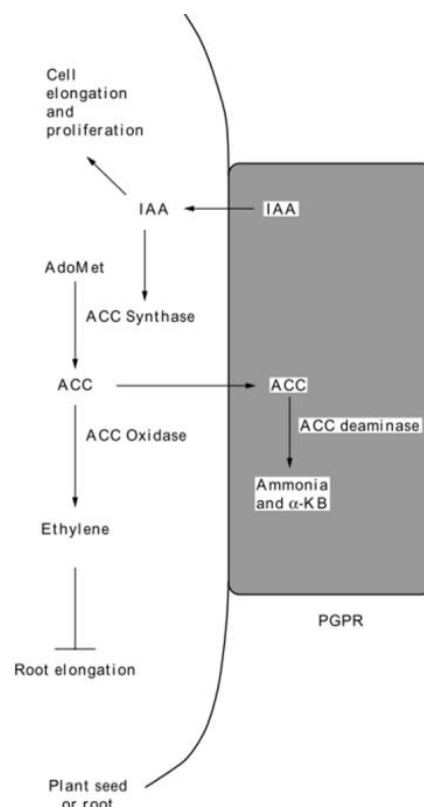 Cell
elongation
and
proliferation
IAA
IAA
AdoMet
ACC Synthase
ACC
ACC
ACC Oxidase
ACC deaminase
Ammonia
and α-KB
Ethylene
PGPR
Root elongation
Plant seed
or root